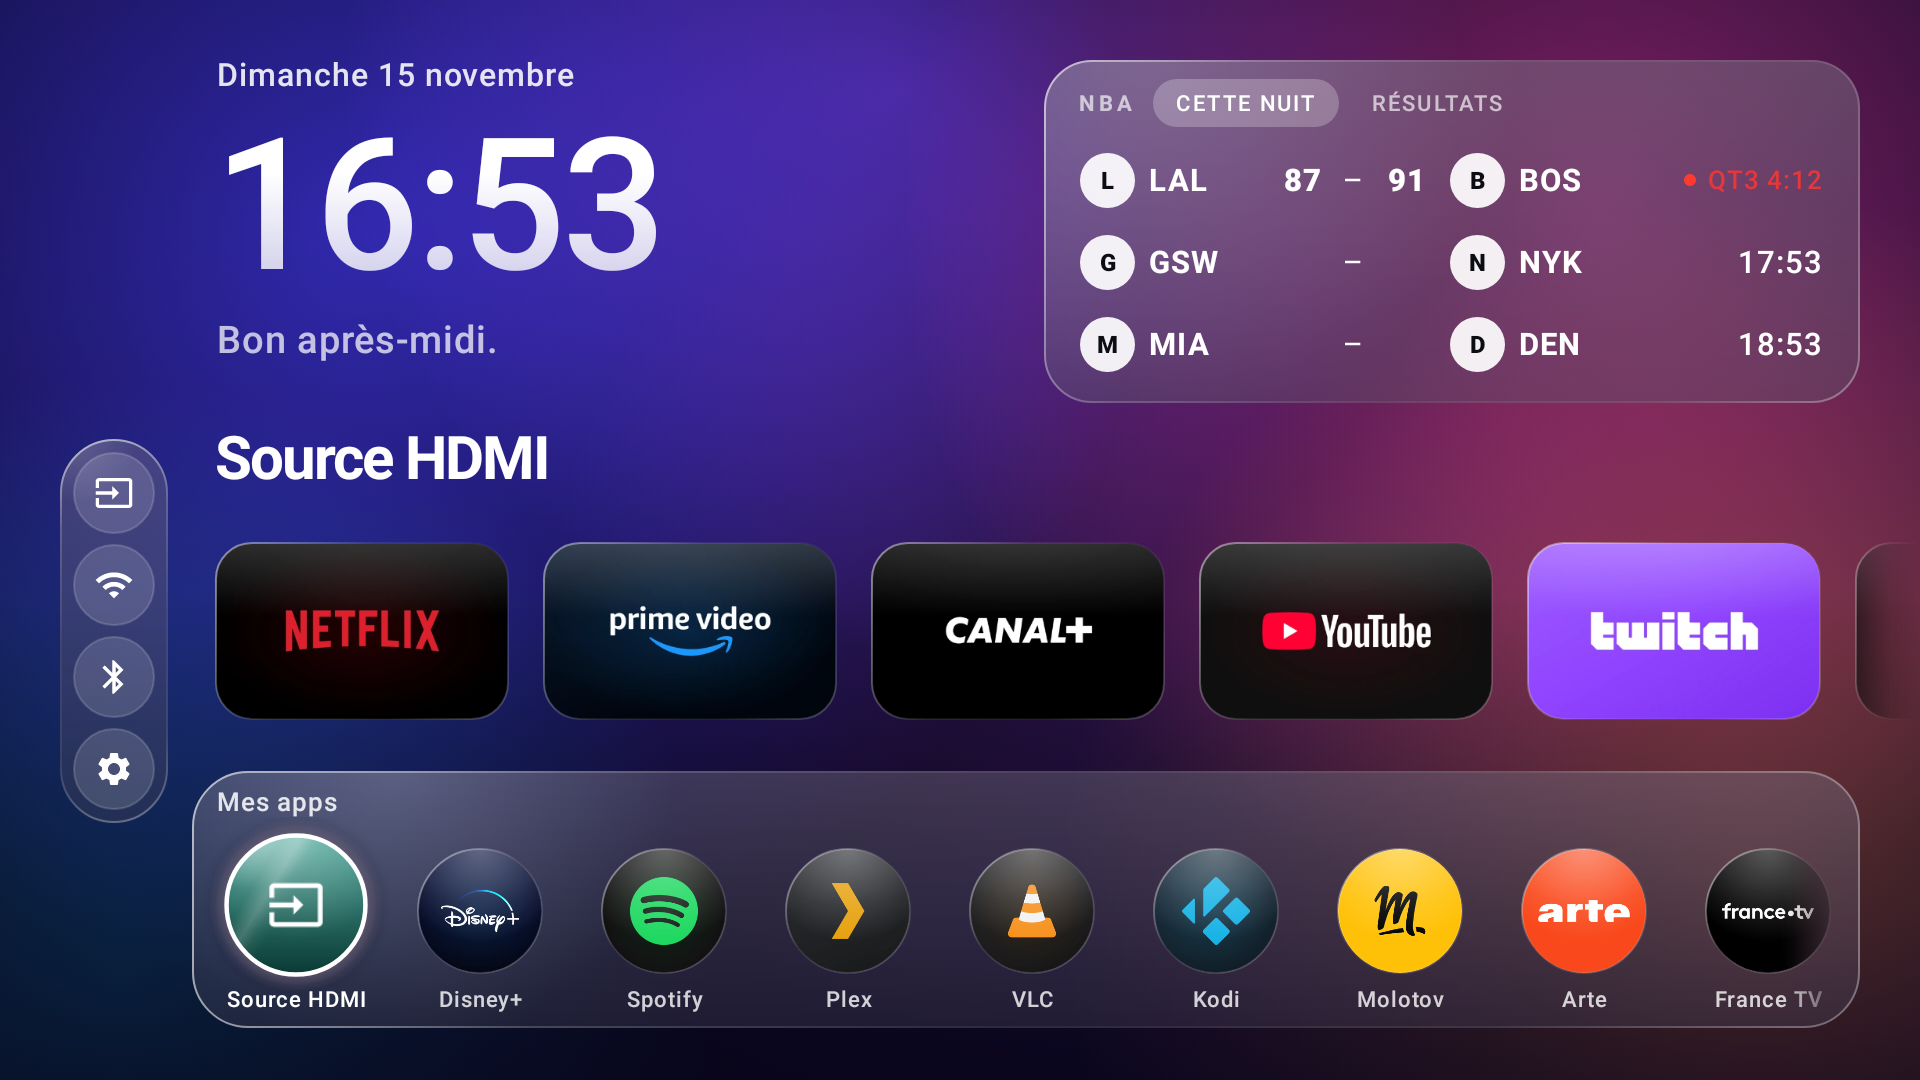 Dimanche 15 novembre
16:53
Bon après-midi.
NBA CETTE NUIT RÉSULTATS
L LAL 87 – 91 B BOS QT3 4:12
G GSW – N NYK 17:53
M MIA – D DEN 18:53
Source HDMI
NETFLIX
prime video
CANAL+
YouTube
twitch
Mes apps
Disney+
m.
arte
france•tv
Source HDMI
Disney+
Spotify
Plex
VLC
Kodi
Molotov
Arte
France TV